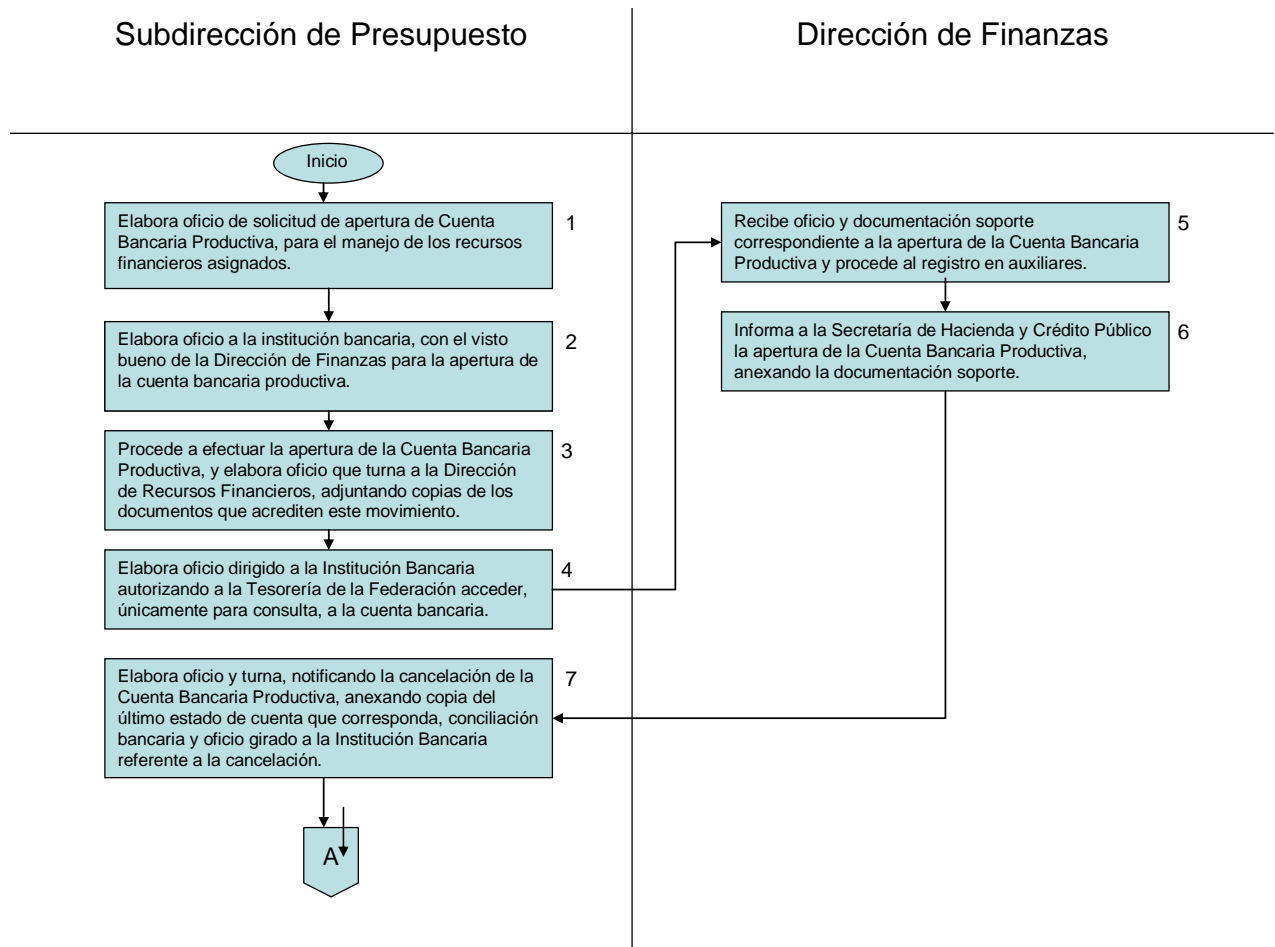 Subdirección de Presupuesto
Dirección de Finanzas
Inicio
Elabora oficio de solicitud de apertura de Cuenta
Bancaria Productiva, para el manejo de los recursos
financieros asignados.
1
Elabora oficio a la institución bancaria, con el visto
bueno de la Dirección de Finanzas para la apertura de
la cuenta bancaria productiva.
2
Procede a efectuar la apertura de la Cuenta Bancaria
Productiva, y elabora oficio que turna a la Dirección
de Recursos Financieros, adjuntando copias de los
documentos que acrediten este movimiento.
3
Elabora oficio dirigido a la Institución Bancaria
autorizando a la Tesorería de la Federación acceder,
únicamente para consulta, a la cuenta bancaria.
4
Recibe oficio y documentación soporte
correspondiente a la apertura de la Cuenta Bancaria
Productiva y procede al registro en auxiliares.
5
Informa a la Secretaría de Hacienda y Crédito Público
la apertura de la Cuenta Bancaria Productiva,
anexando la documentación soporte.
6
Elabora oficio y turna, notificando la cancelación de la
Cuenta Bancaria Productiva, anexando copia del
último estado de cuenta que corresponda, conciliación
bancaria y oficio girado a la Institución Bancaria
referente a la cancelación.
7
A